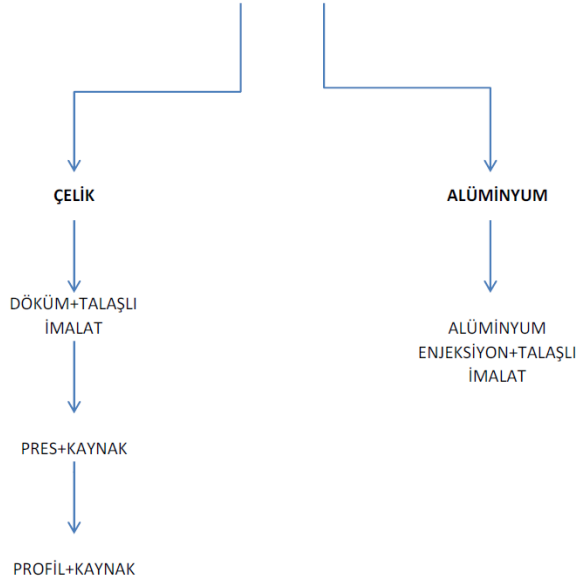 ÇELİK
DÖKÜM+TALAŞLI
İMALAT
PRES+KAYNAK
PROFİL+KAYNAK
ALÜMİNYUM
ALÜMİNYUM
ENJEKSİYON+TALAŞLI
İMALAT